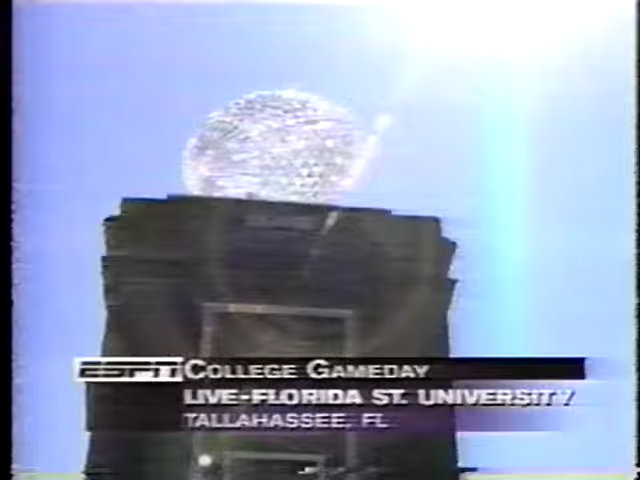 ESPN COLLEGE GAMEDAY
LIVE-FLORIDA ST. UNIVERSITY
TALLAHASSEE, FL